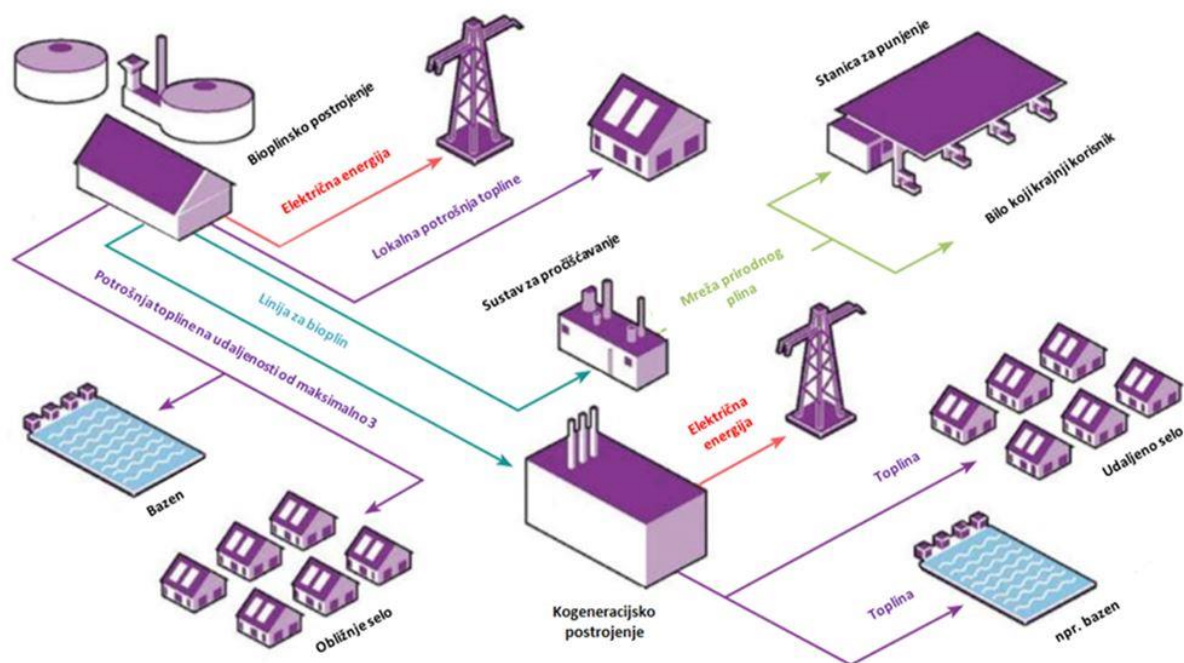 Bioplinsko postrojenje
Električna energija
Lokalna potrošnja topline
Stanica za punjenje
Bilo koji krajnji korisnik
Sustav za pročišćavanje
Mreža prirodnog
plina
Linija za bioplin
Potrošnja topline na udaljenosti od maksimalno 3
Bazen
Obližnje selo
Električna
energija
Kogeneracijsko
postrojenje
Toplina
Udaljeno selo
Toplina
npr. bazen